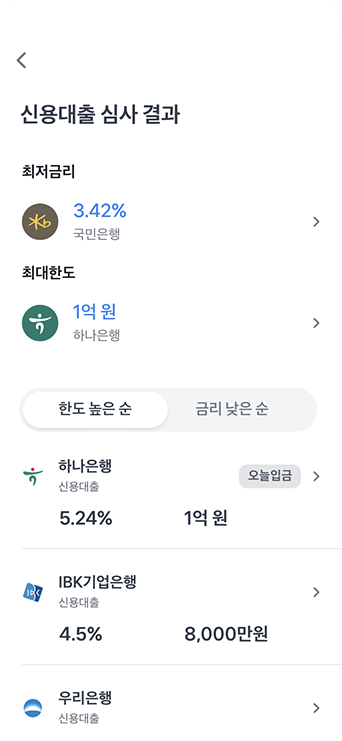 신용대출 심사 결과
최저금리
3.42%
국민은행
최대한도
1억 원
하나은행
한도 높은 순 금리 낮은 순
하나은행
신용대출
오늘입금
5.24% 1억 원
IBK기업은행
신용대출
4.5% 8,000만원
우리은행
신용대출